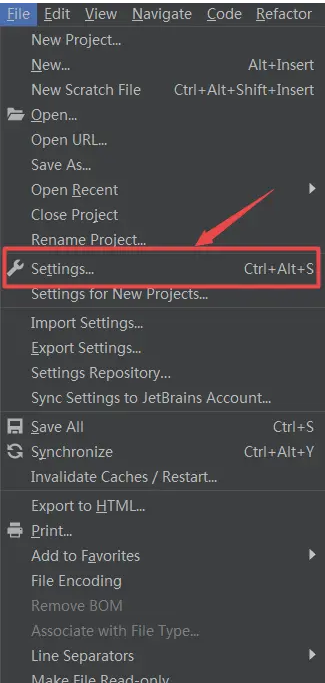 File Edit View Navigate Code Refactor
New Project...
New... Alt+Insert
New Scratch File Ctrl+Alt+Shift+Insert
Open...
Open URL...
Save As...
Open Recent
Close Project
Rename Project...
Settings... Ctrl+Alt+S
Settings for New Projects...
Import Settings...
Export Settings...
Settings Repository...
Sync Settings to JetBrains Account...
Save All Ctrl+S
Synchronize Ctrl+Alt+Y
Invalidate Caches / Restart...
Export to HTML...
Print...
Add to Favorites
File Encoding
Remove BOM
Associate with File Type...
Line Separators
Make File Read-only